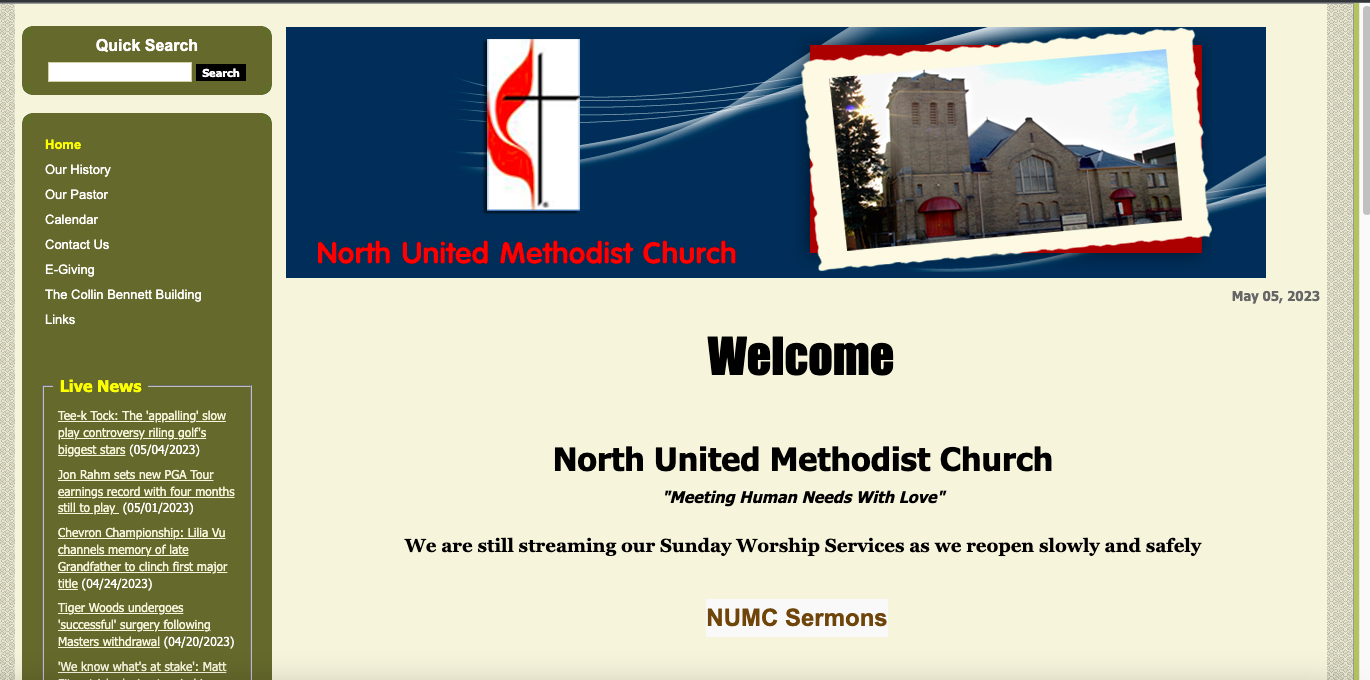 Quick Search
Search
Home
Our History
Our Pastor
Calendar
Contact Us
E-Giving
The Collin Bennett Building
Links
Live News
Tee-k Tock: The 'appalling' slow
play controversy riling golf's
biggest stars (05/04/2023)
Jon Rahm sets new PGA Tour
earnings record with four months
still to play (05/01/2023)
Chevron Championship: Lilia Vu
channels memory of late
Grandfather to clinch first major
title (04/24/2023)
Tiger Woods undergoes
'successful' surgery following
Masters withdrawal (04/20/2023)
'We know what's at stake': Matt
North United Methodist Church
May 05, 2023
Welcome
North United Methodist Church
"Meeting Human Needs With Love"
We are still streaming our Sunday Worship Services as we reopen slowly and safely
NUMC Sermons